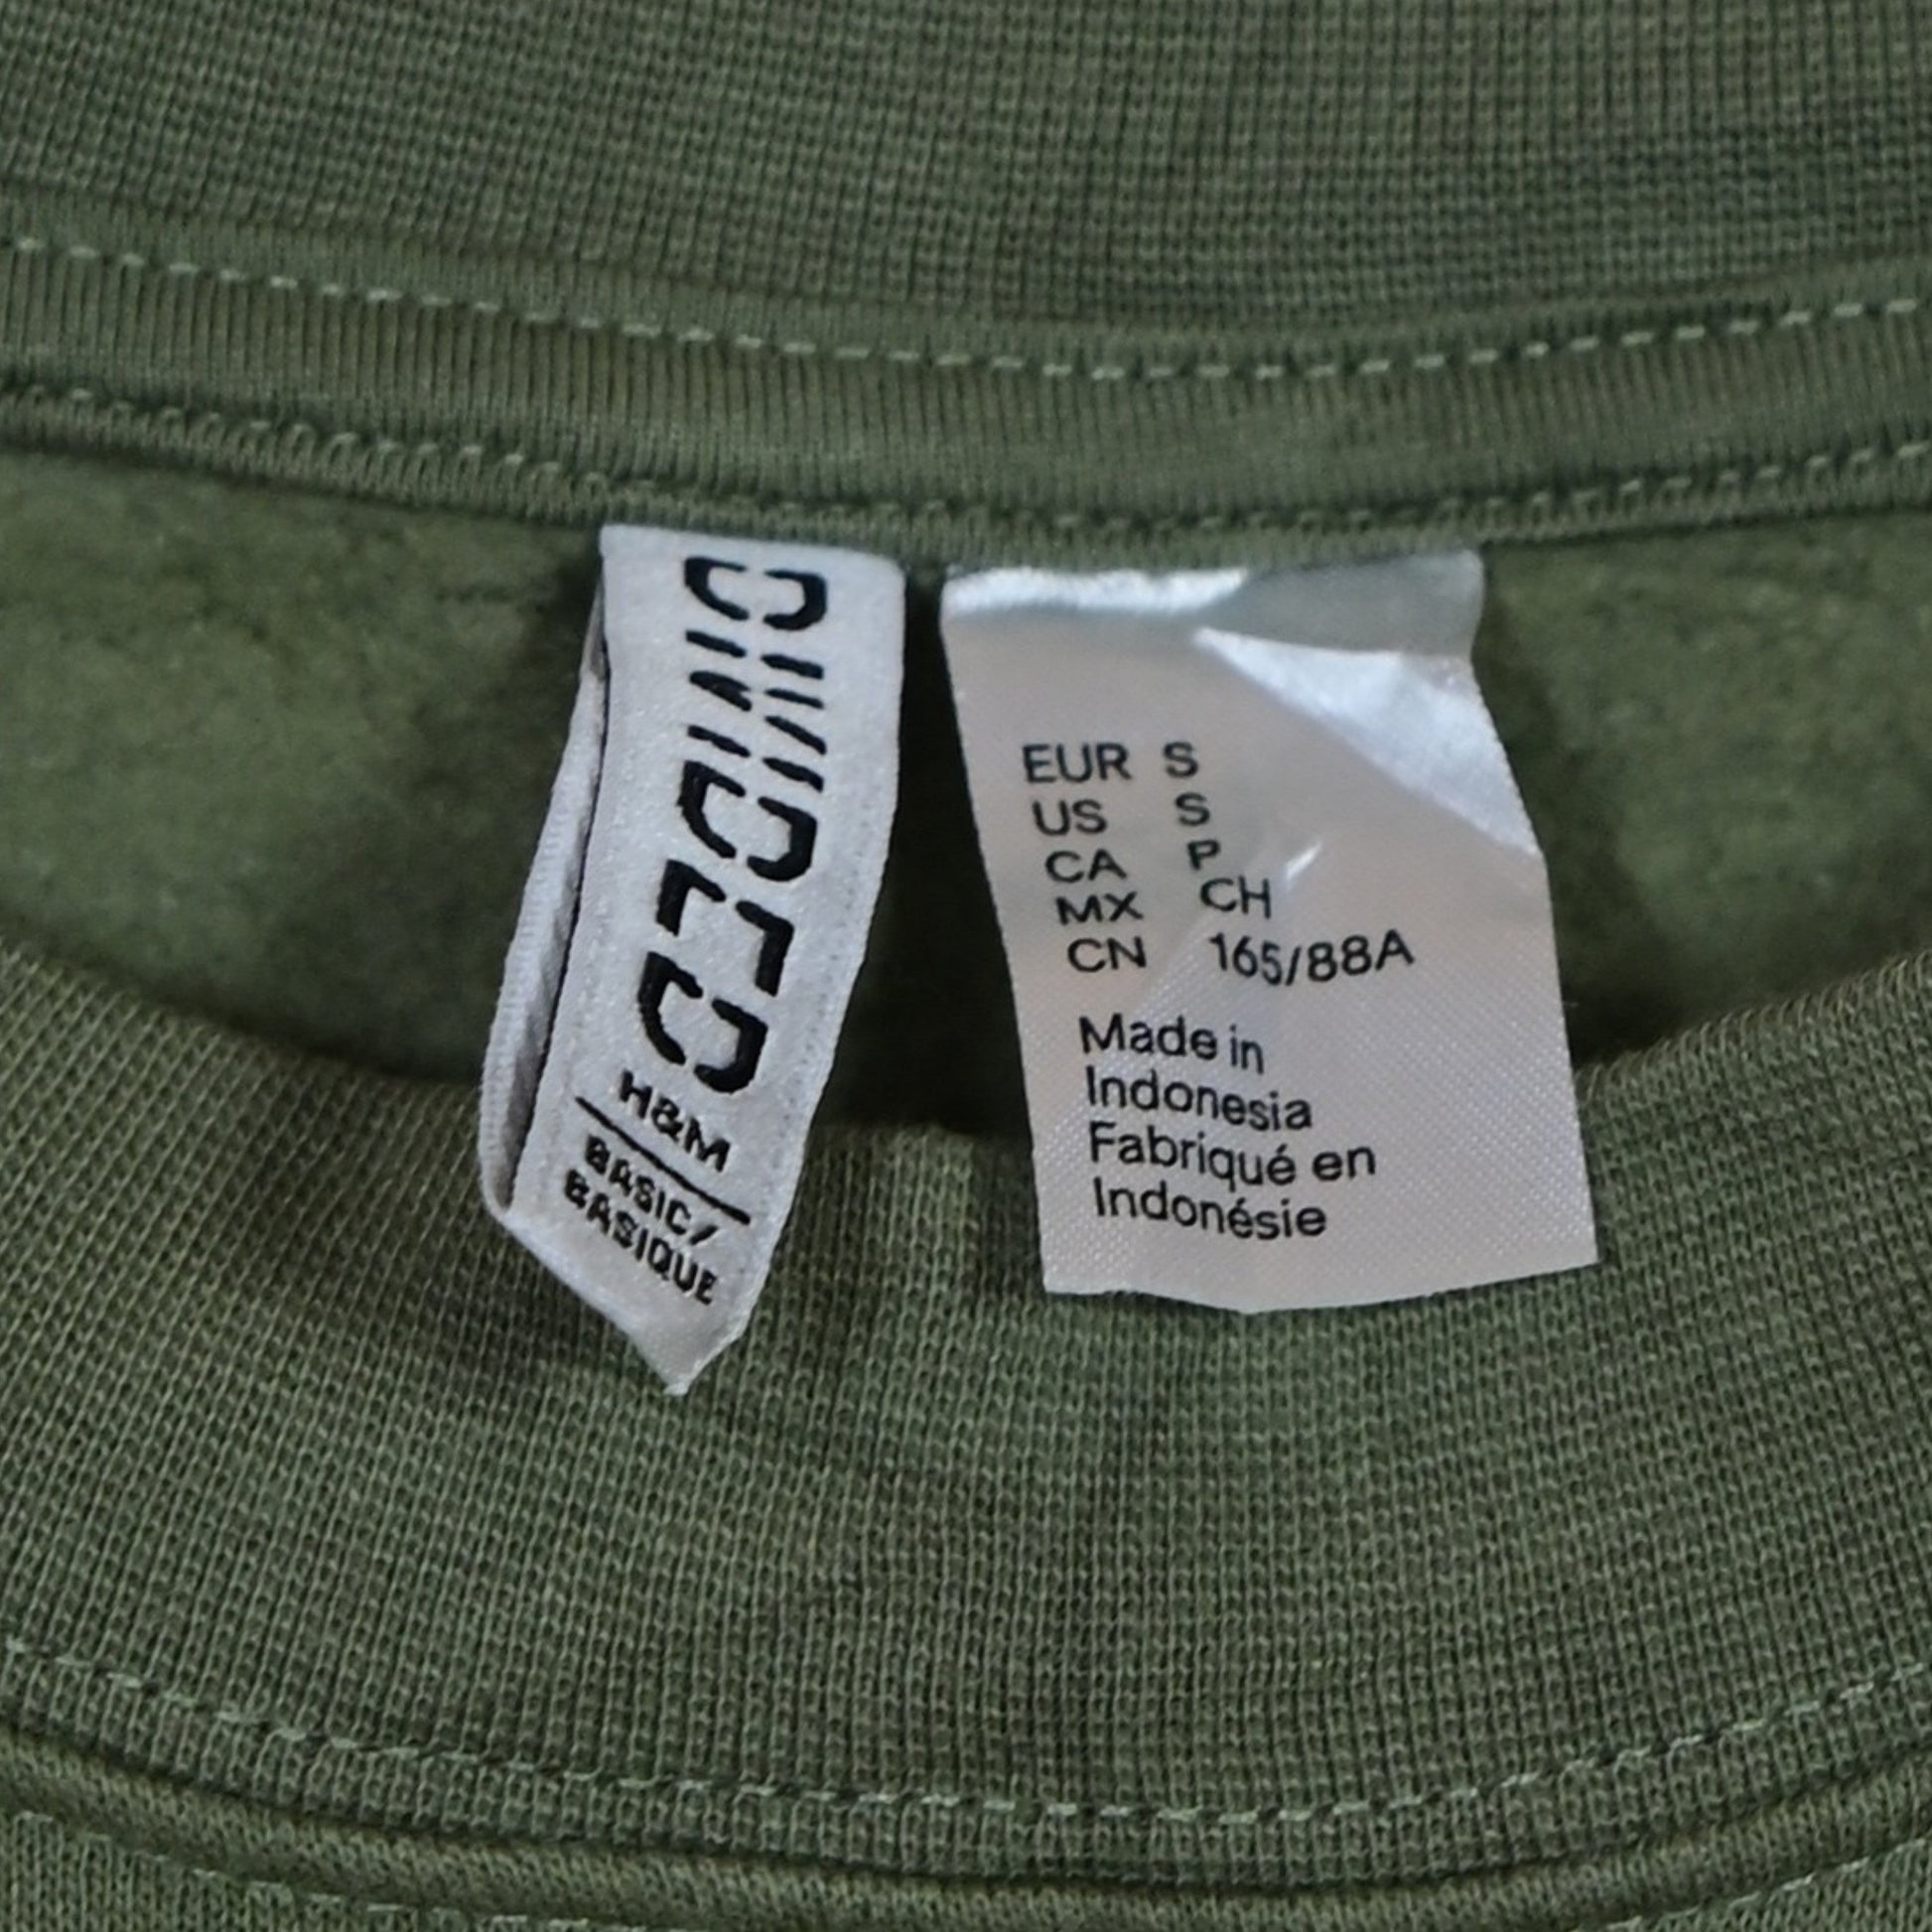 DIVIDED
H&M
BASIC/
BASIQUE
EUR S
US S
CA P
MX CH
CN 165/88A
Made in
Indonesia
Fabriqué en
Indonésie